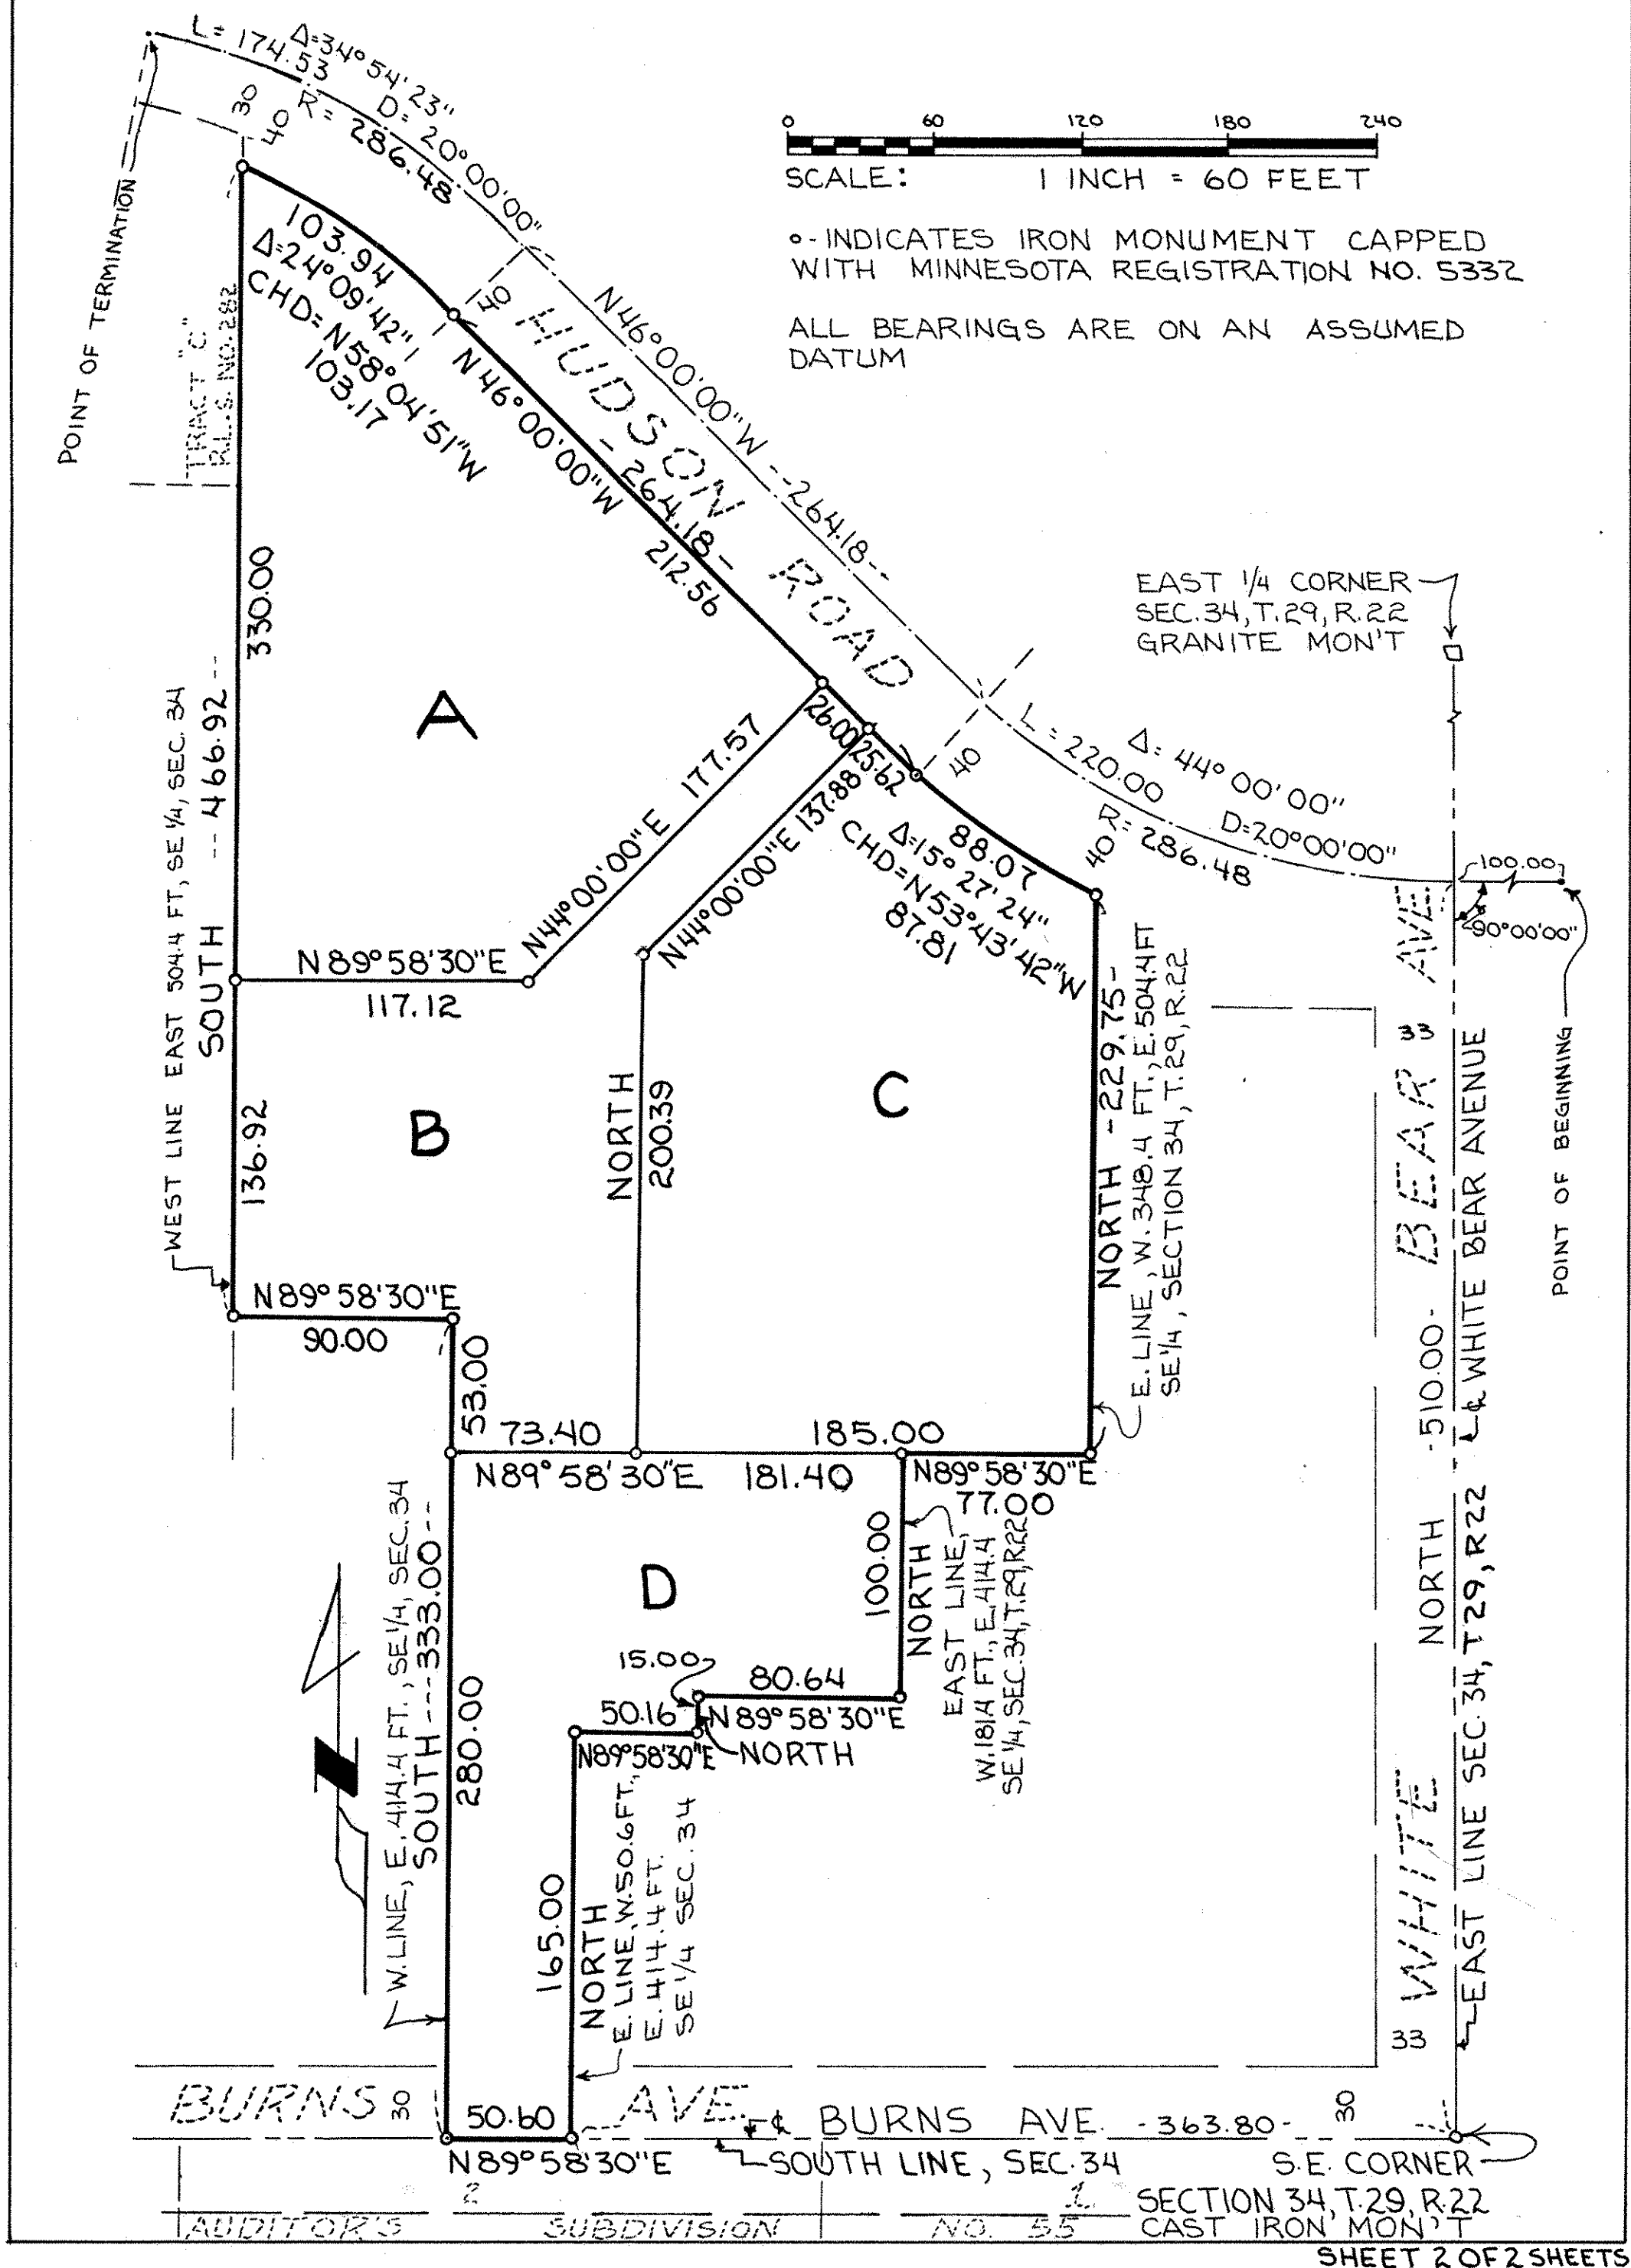 L = 174.53
Δ=34°54'23"
R = 286.48
D = 20°00'00"
30
40
0 60 120 180 240
SCALE: 1 INCH = 60 FEET
o-INDICATES IRON MONUMENT CAPPED
WITH MINNESOTA REGISTRATION NO. 5332
ALL BEARINGS ARE ON AN ASSUMED
DATUM
POINT OF TERMINATION
TRACT "C"
R.L.S. NO. 282
103.94
Δ=24°09'42"
CHD= N58°04'51"W
103.17
40
HUDSON ROAD
N46°00'00"W --264.18--
N46°00'00"W
- 264.18 -
212.56
EAST 1/4 CORNER
SEC. 34, T. 29, R. 22
GRANITE MON'T
330.00
A
WEST LINE EAST 504.4 FT, SE 1/4, SEC. 34
SOUTH --466.92--
N44°00'00"E 177.57
26.00
25.62
40
L = 220.00
Δ= 44°00'00"
R= 286.48
D=20°00'00"
40
100.00
90°00'00"
N44°00'00"E 137.88
88.07
Δ=15°27'24"
CHD=N53°43'42"W
87.81
N89°58'30"E
117.12
B
136.92
NORTH
200.39
C
NORTH -229.75-
E. LINE, W. 348.4 FT., E. 504.4 FT
SE 1/4, SECTION 34, T. 29, R. 22
33
WHITE BEAR AVE
NORTH -510.00-
℄ WHITE BEAR AVENUE
EAST LINE SEC. 34, T 29, R 22
POINT OF BEGINNING
N89°58'30"E
90.00
53.00
73.40
185.00
N89°58'30"E
181.40
N89°58'30"E
77.00
W. LINE, E. 414.4 FT., SE 1/4, SEC. 34
SOUTH ---333.00--
280.00
D
100.00
NORTH
EAST LINE,
W. 181.4 FT., E. 414.4
SE 1/4, SEC. 34, T. 29, R. 22
15.00
80.64
N89°58'30"E
50.16
N89°58'30"E
NORTH
N
165.00
NORTH
E. LINE, W. 50.6 FT.,
E. 414.4 FT.
SE 1/4 SEC. 34
33
BURNS AVE.
30
50.60
N89°58'30"E
℄ BURNS AVE. -363.80-
30
SOUTH LINE, SEC. 34
S.E. CORNER
SECTION 34, T. 29, R. 22
CAST IRON MON'T
2
1
AUDITOR'S SUBDIVISION NO. 55
SHEET 2 OF 2 SHEETS